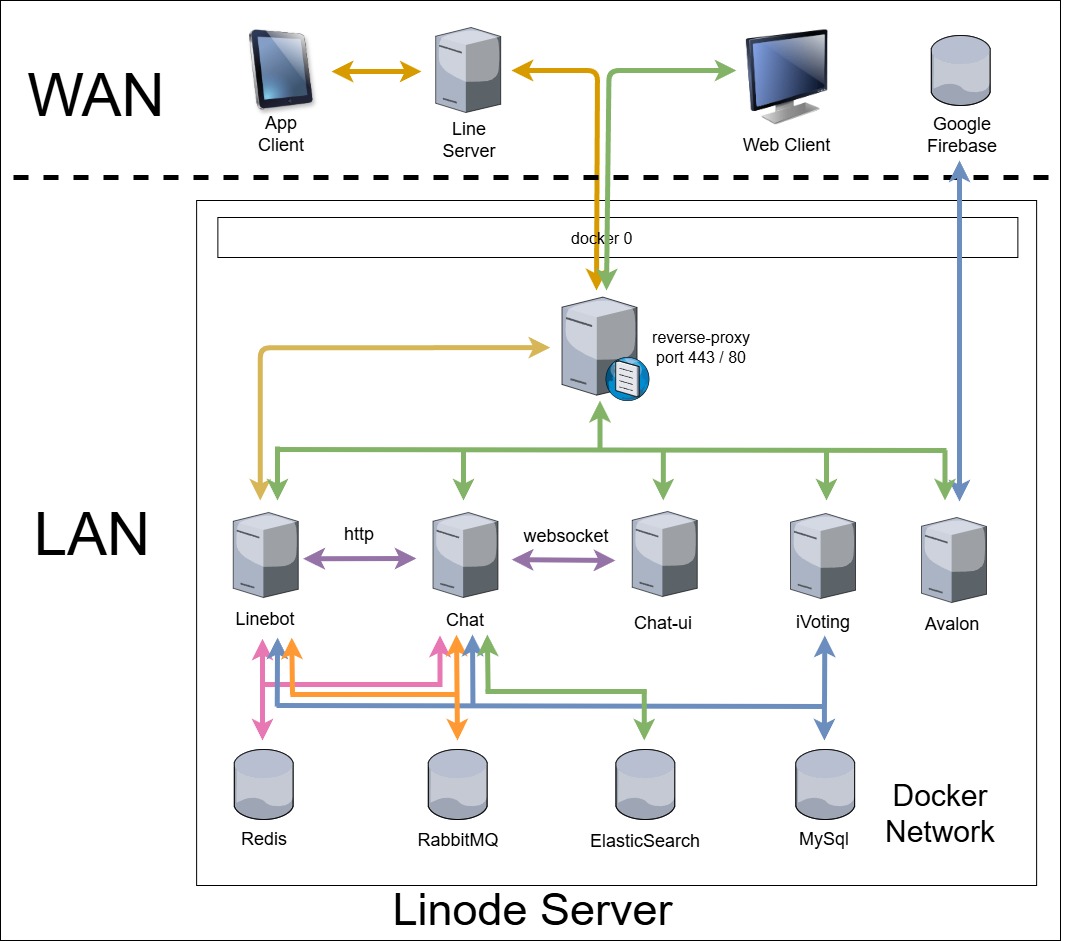 WAN
App
Client
Line
Server
Web Client
Google
Firebase
docker 0
reverse-proxy
port 443 / 80
LAN
http
websocket
Linebot
Chat
Chat-ui
iVoting
Avalon
Redis
RabbitMQ
ElasticSearch
MySql
Docker
Network
Linode Server